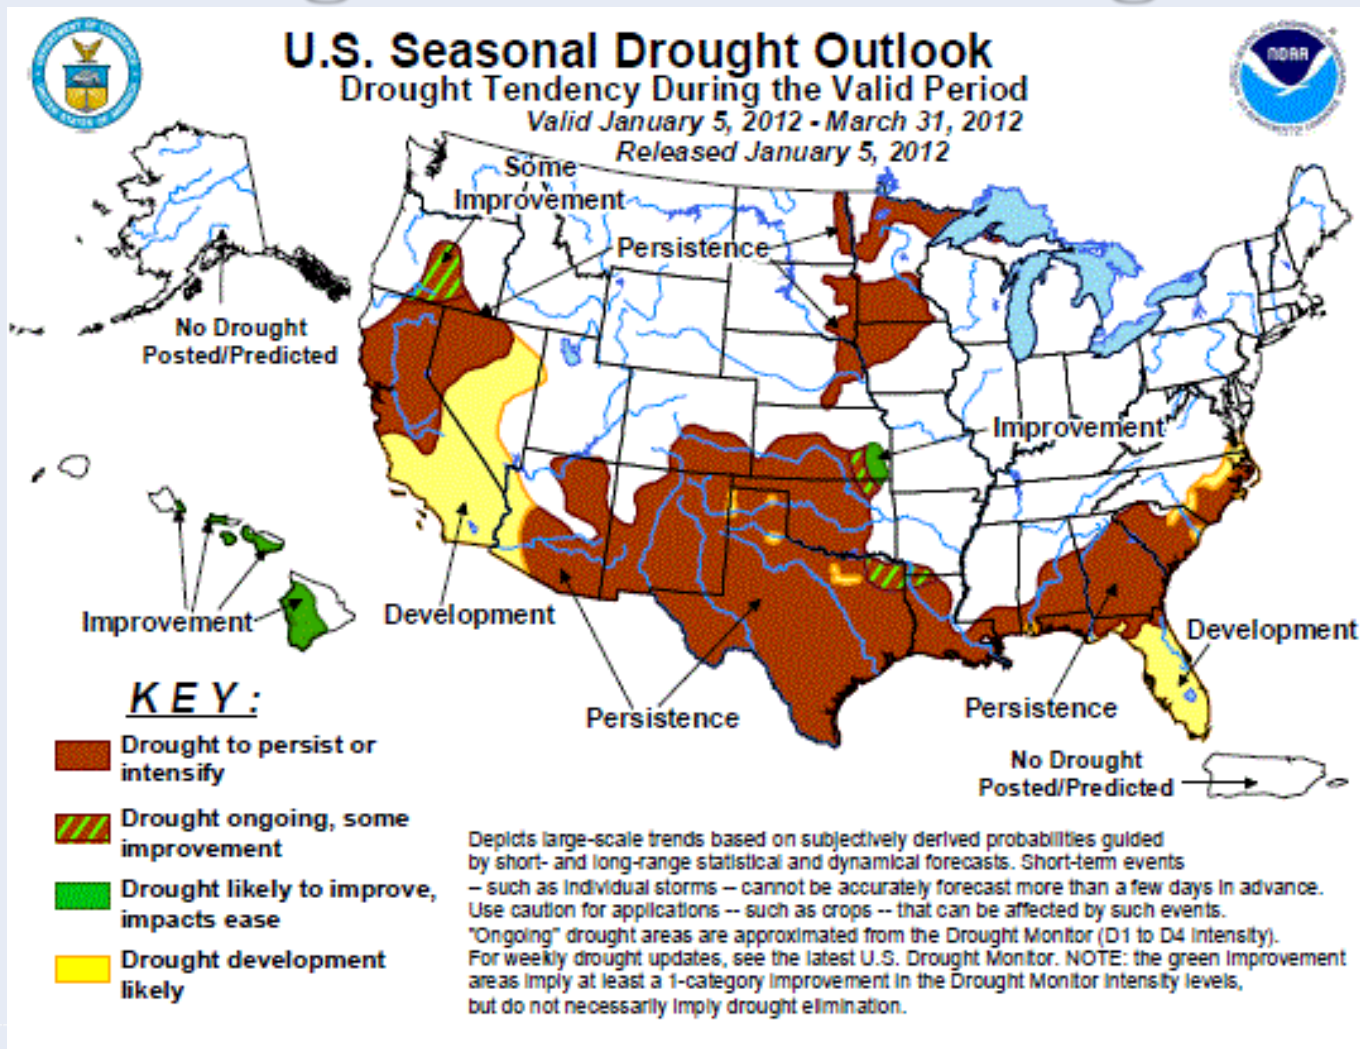 U.S. Seasonal Drought Outlook
Drought Tendency During the Valid Period
Valid January 5, 2012 - March 31, 2012
Released January 5, 2012
NOAA
Some
Improvement
Persistence
No Drought
Posted/Predicted
Improvement
Improvement
Development
Development
Persistence
Persistence
No Drought
Posted/Predicted
KEY:
Drought to persist or
intensify
Drought ongoing, some
improvement
Drought likely to improve,
impacts ease
Drought development
likely
Depicts large-scale trends based on subjectively derived probabilities guided
by short- and long-range statistical and dynamical forecasts. Short-term events
-- such as individual storms -- cannot be accurately forecast more than a few days in advance.
Use caution for applications -- such as crops -- that can be affected by such events.
"Ongoing" drought areas are approximated from the Drought Monitor (D1 to D4 intensity).
For weekly drought updates, see the latest U.S. Drought Monitor. NOTE: the green improvement
areas imply at least a 1-category improvement in the Drought Monitor intensity levels,
but do not necessarily imply drought elimination.